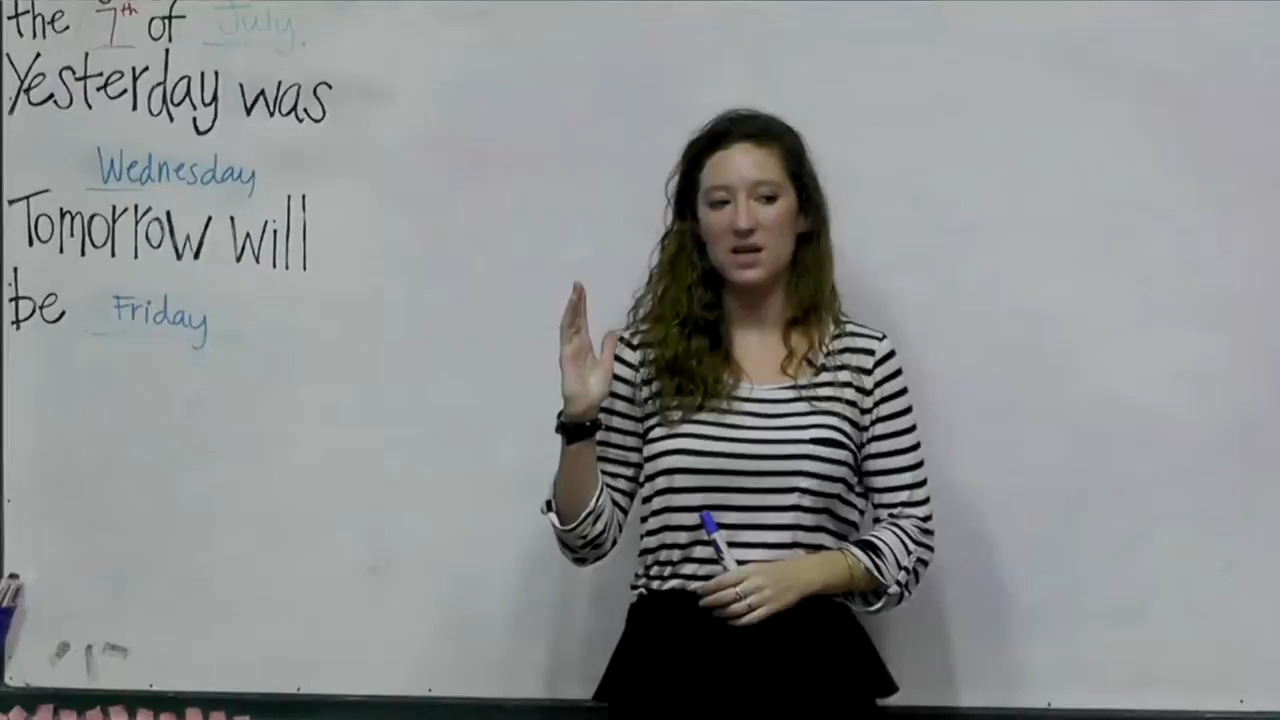 the 7th of July.
Yesterday was
Wednesday
Tomorrow will
be Friday